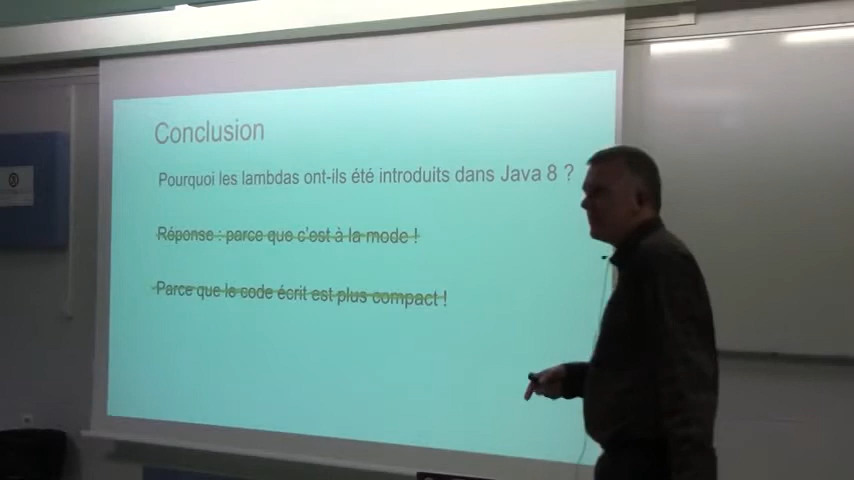 Conclusion
Pourquoi les lambdas ont-ils été introduits dans Java 8 ?
Réponse : parce que c'est à la mode !
Parce que le code écrit est plus compact !